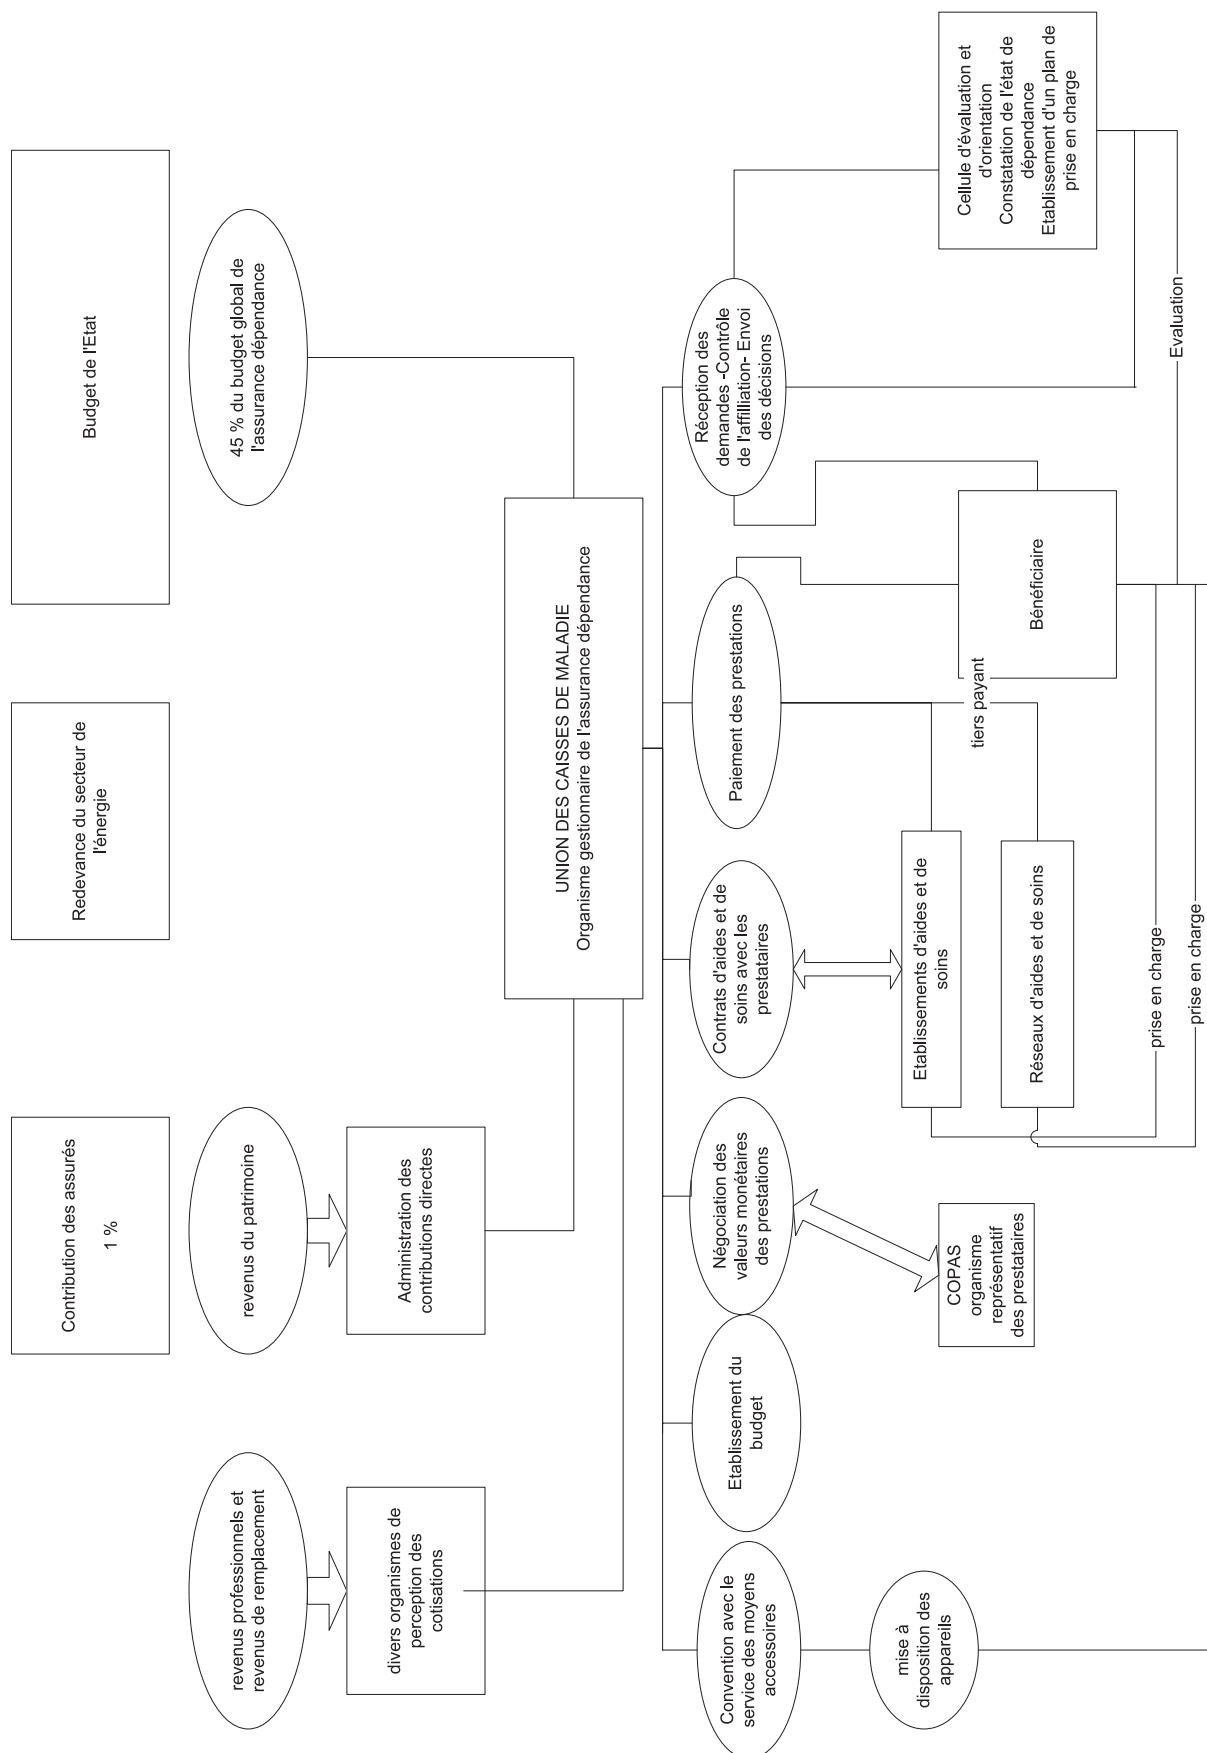 Contribution des assurés
1 %
Redevance du secteur de
l'énergie
Budget de l'Etat
revenus professionnels et
revenus de remplacement
revenus du patrimoine
45 % du budget global de
l'assurance dépendance
divers organismes de
perception des
cotisations
Administration des
contributions directes
UNION DES CAISSES DE MALADIE
Organisme gestionnaire de l'assurance dépendance
Convention avec le
service des moyens
accessoires
Etablissement du
budget
Négociation des
valeurs monétaires
des prestations
Contrats d'aides et de
soins avec les
prestataires
Paiement des prestations
Réception des
demandes -Contrôle
de l'affilliation- Envoi
des décisions
mise à
disposition des
appareils
COPAS
organisme
représentatif
des prestataires
Etablissements d'aides et de
soins
Réseaux d'aides et de soins
tiers payant
Bénéficiaire
Cellule d'évaluation et
d'orientation
Constatation de l'état de
dépendance
Etablissement d'un plan de
prise en charge
prise en charge
prise en charge
Evaluation